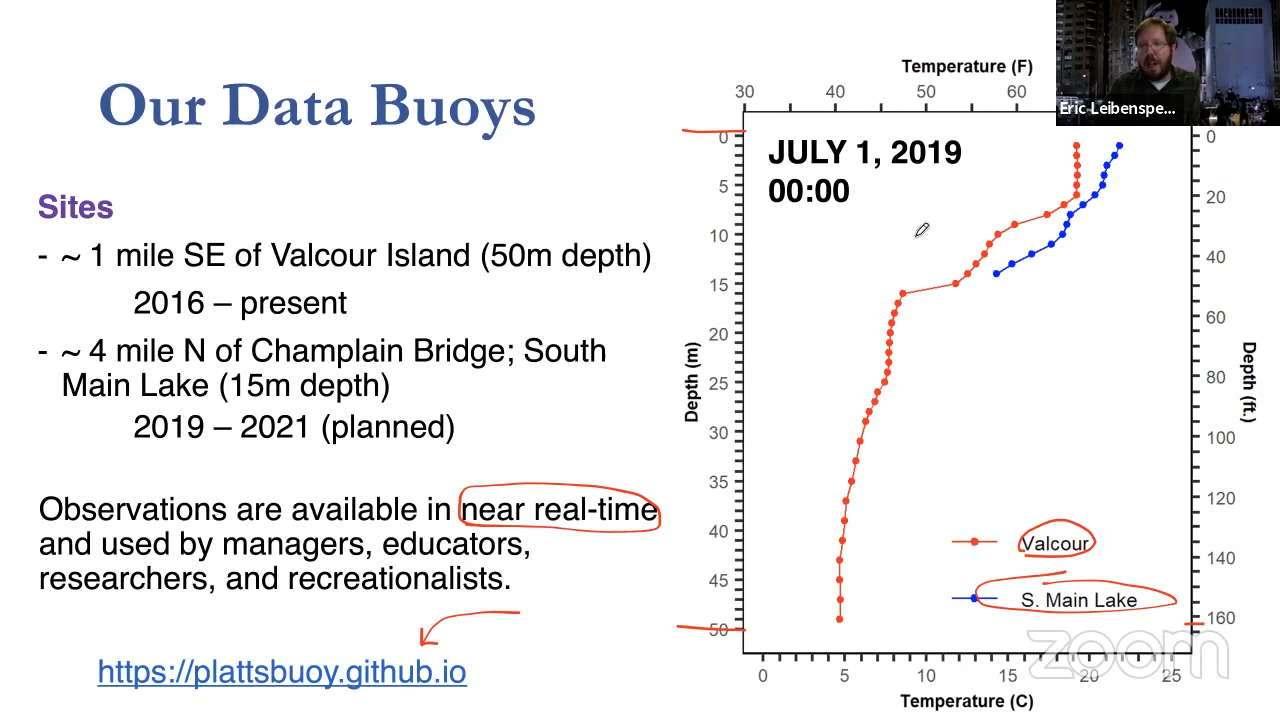 Our Data Buoys
Sites
- ~ 1 mile SE of Valcour Island (50m depth)
2016 – present
- ~ 4 mile N of Champlain Bridge; South
Main Lake (15m depth)
2019 – 2021 (planned)
Observations are available in near real-time
and used by managers, educators,
researchers, and recreationalists.
https://plattsbuoy.github.io
Temperature (F)
30 40 50 60
JULY 1, 2019
00:00
Depth (m)
0
5
10
15
20
25
30
35
40
45
50
Valcour
S. Main Lake
Depth (ft.)
0
20
40
60
80
100
120
140
160
0 5 10 15 20 25
Temperature (C)
Eric Leibenspe...
zoom